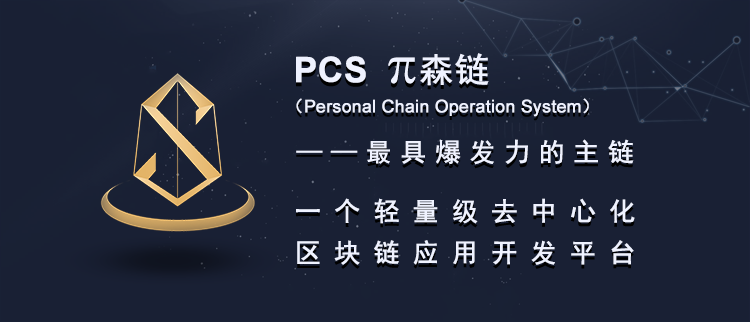 PCS π森链
（Personal Chain Operation System）
——最具爆发力的主链
一个轻量级去中心化
区块链应用开发平台